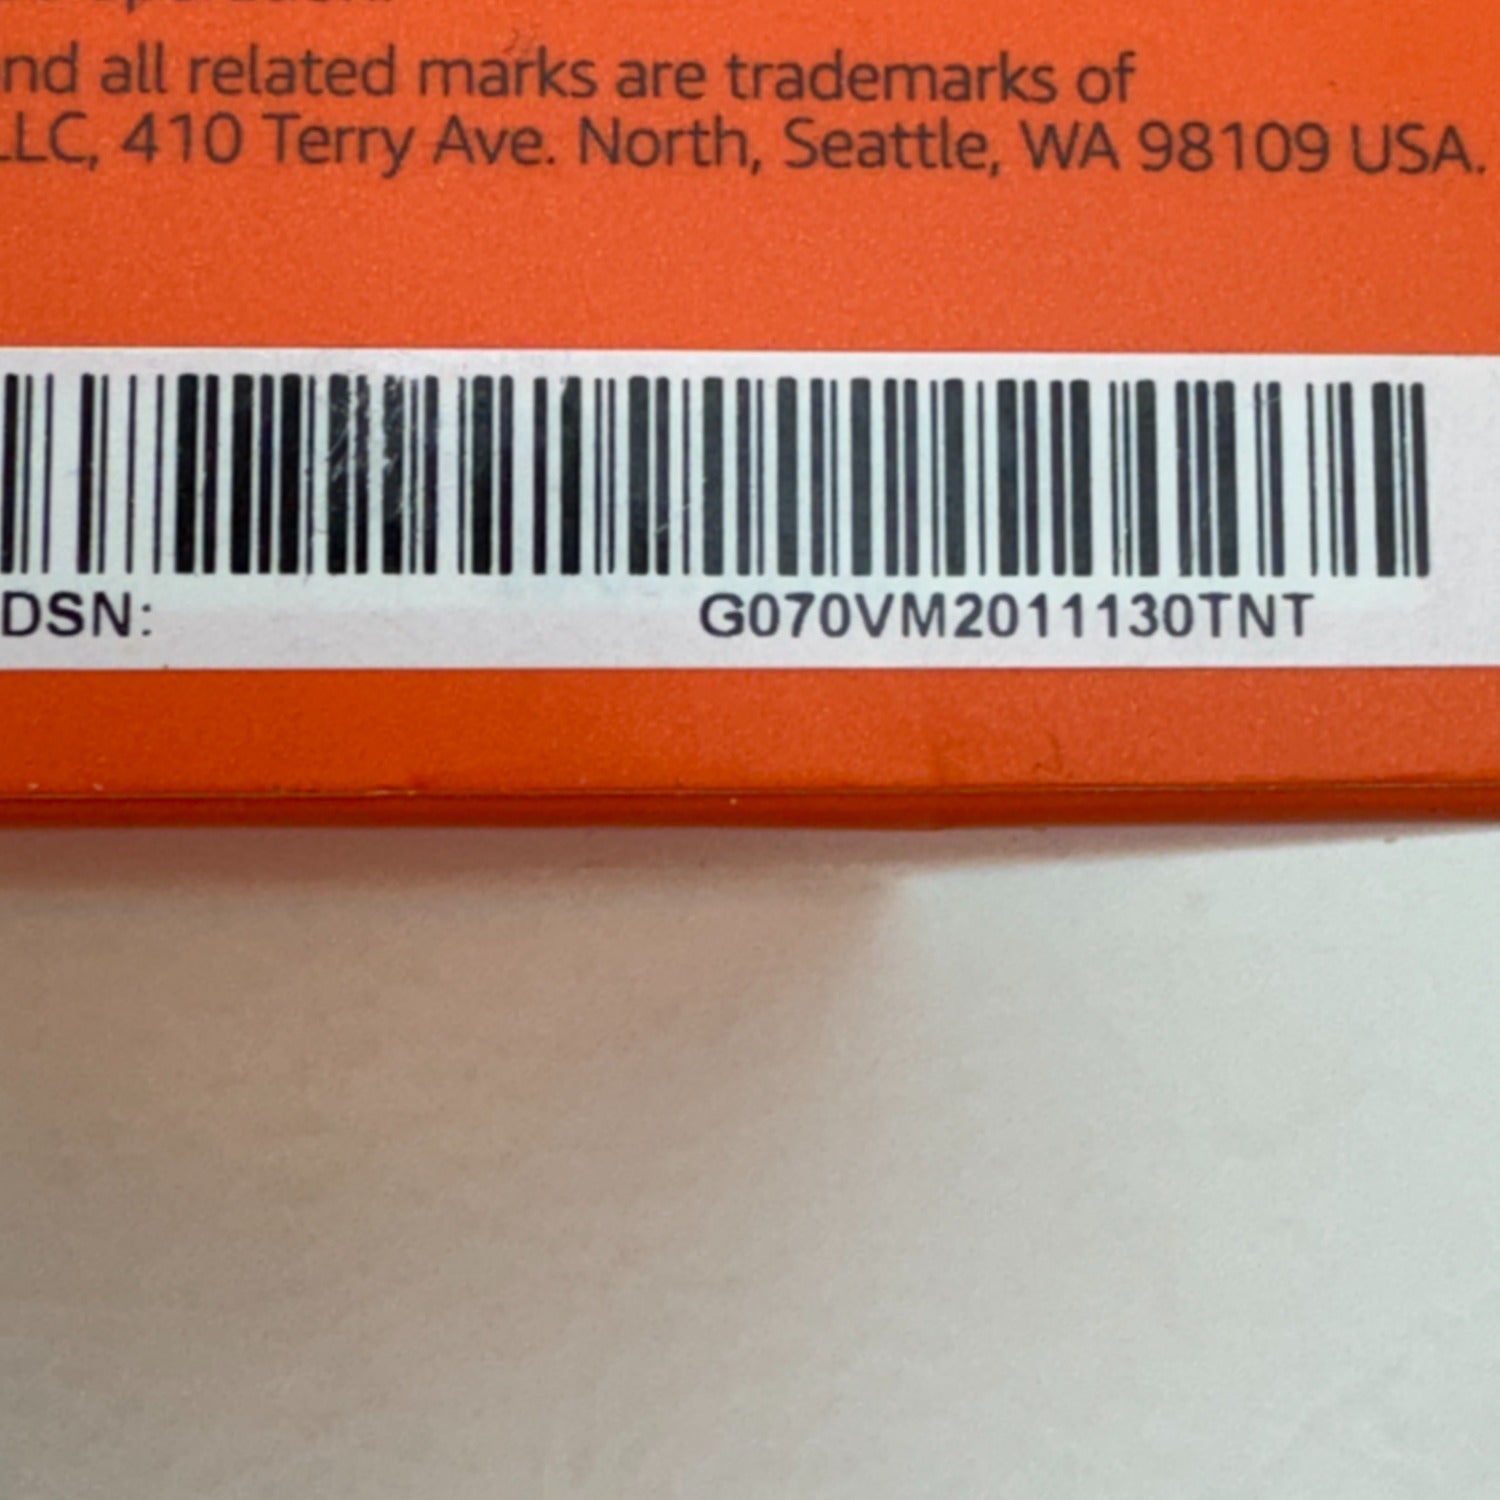 nd all related marks are trademarks of
LLC, 410 Terry Ave. North, Seattle, WA 98109 USA.
DSN: G070VM2011130TNT